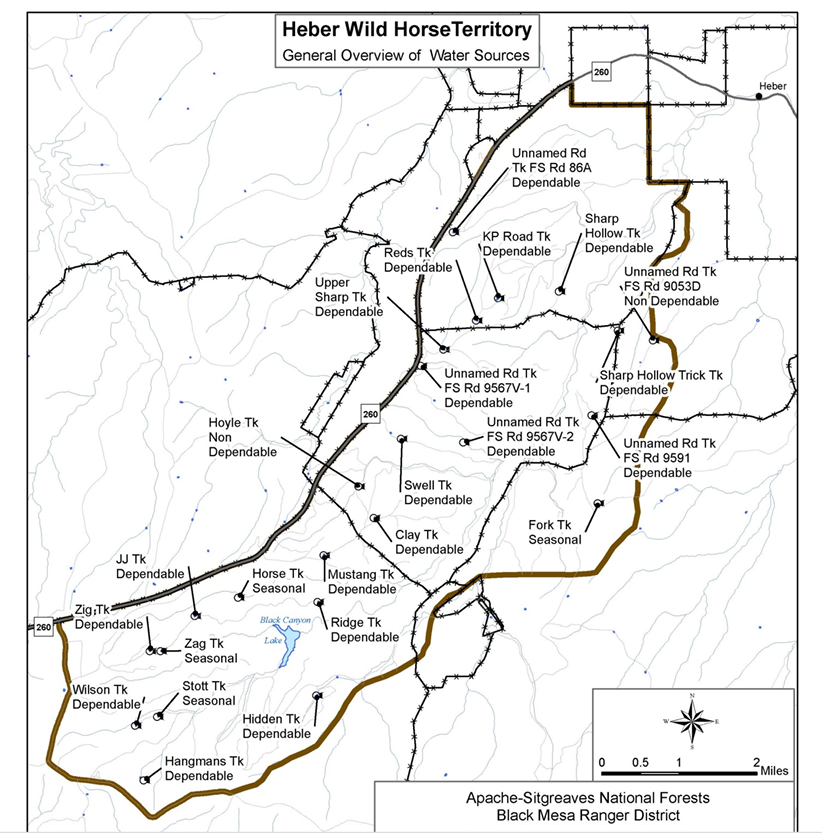 Heber Wild HorseTerritory
General Overview of Water Sources
260
Heber
Unnamed Rd
Tk FS Rd 86A
Dependable
Sharp
Hollow Tk
Dependable
KP Road Tk
Dependable
Reds Tk
Dependable
Unnamed Rd Tk
FS Rd 9053D
Non Dependable
Upper
Sharp Tk
Dependable
Unnamed Rd Tk
FS Rd 9567V-1
Dependable
Sharp Hollow Trick Tk
Dependable
260
Hoyle Tk
Non
Dependable
Unnamed Rd Tk
FS Rd 9567V-2
Dependable
Unnamed Rd Tk
FS Rd 9591
Dependable
Swell Tk
Dependable
Clay Tk
Dependable
Fork Tk
Seasonal
JJ Tk
Dependable
Horse Tk
Seasonal
Mustang Tk
Dependable
Zig Tk
Dependable
260
Black Canyon
Lake
Ridge Tk
Dependable
Zag Tk
Seasonal
Wilson Tk
Dependable
Stott Tk
Seasonal
Hidden Tk
Dependable
Hangmans Tk
Dependable
N
W
E
S
0 0.5 1 2
Miles
Apache-Sitgreaves National Forests
Black Mesa Ranger District